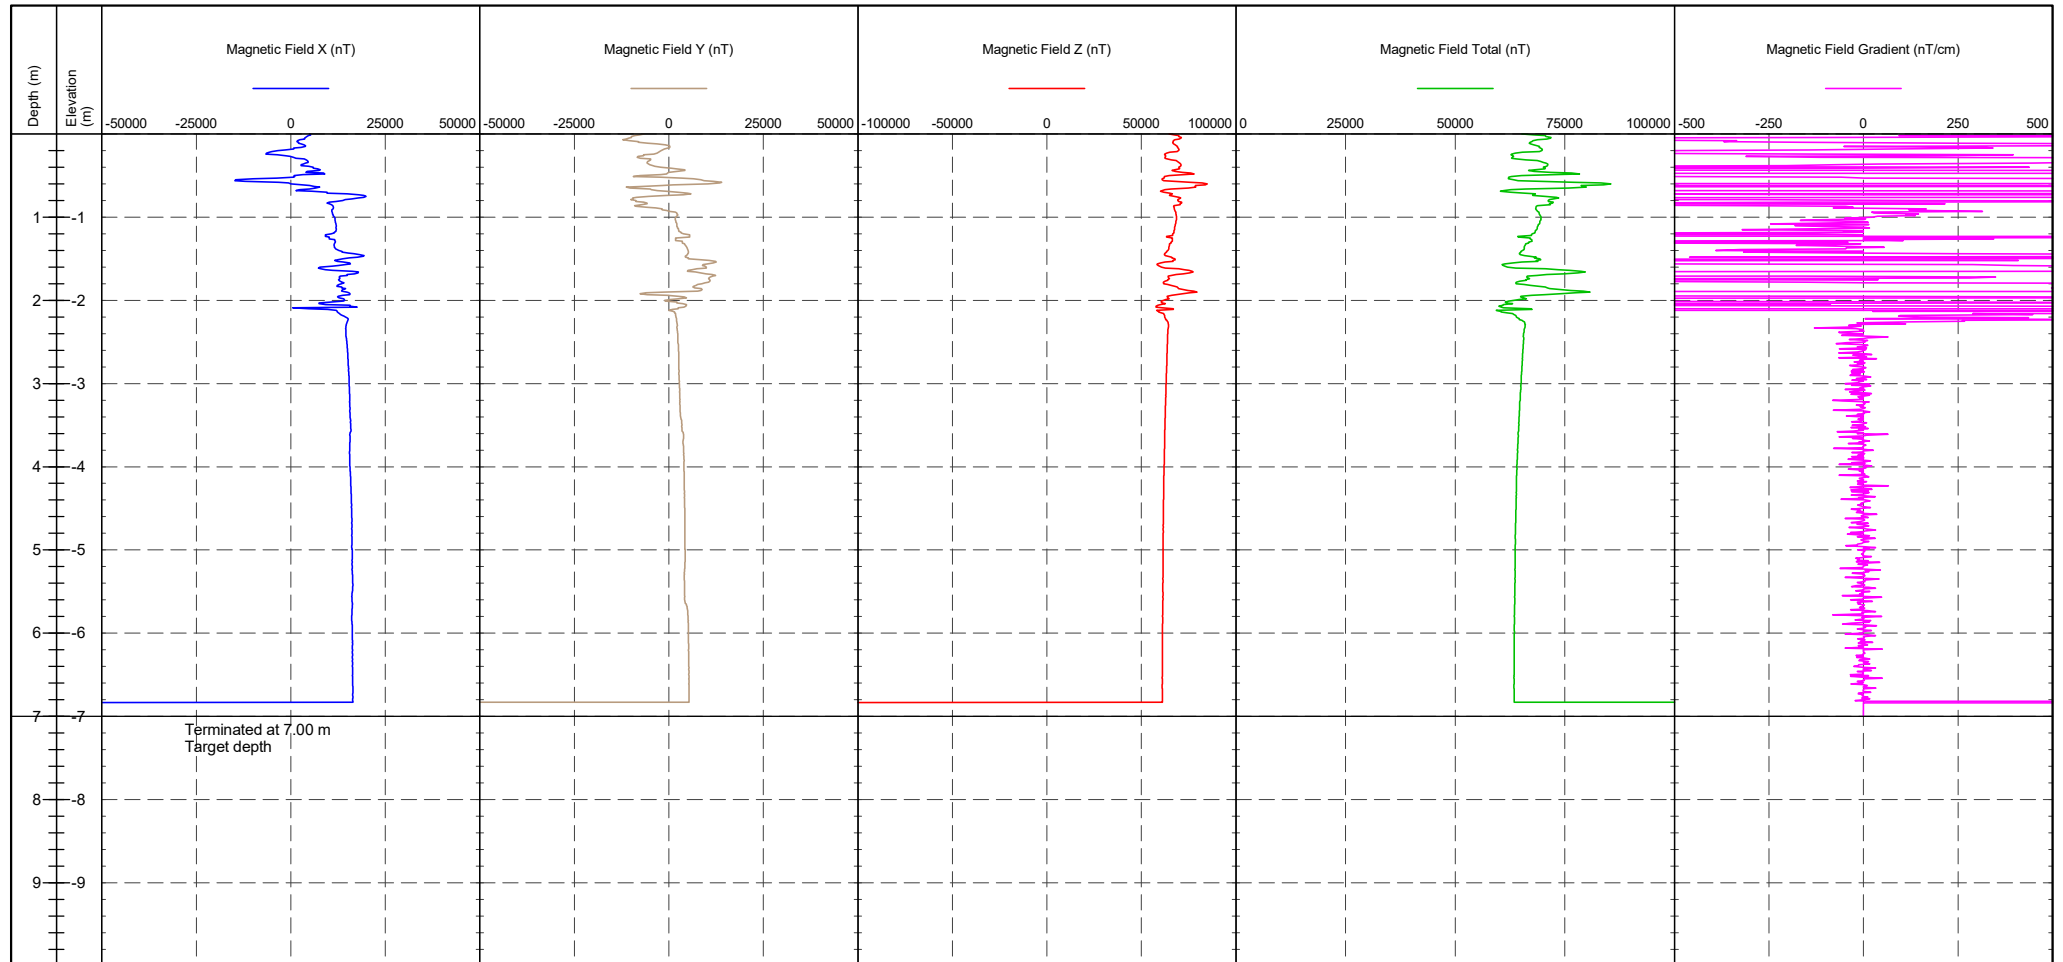 Depth (m)
Elevation
(m)
Magnetic Field X (nT)
-50000 -25000 0 25000 50000
Magnetic Field Y (nT)
-50000 -25000 0 25000 50000
Magnetic Field Z (nT)
-100000 -50000 0 50000 100000
Magnetic Field Total (nT)
0 25000 50000 75000 100000
Magnetic Field Gradient (nT/cm)
-500 -250 0 250 500
1 -1
2 -2
3 -3
4 -4
5 -5
6 -6
7 -7
Terminated at 7.00 m
Target depth
8 -8
9 -9